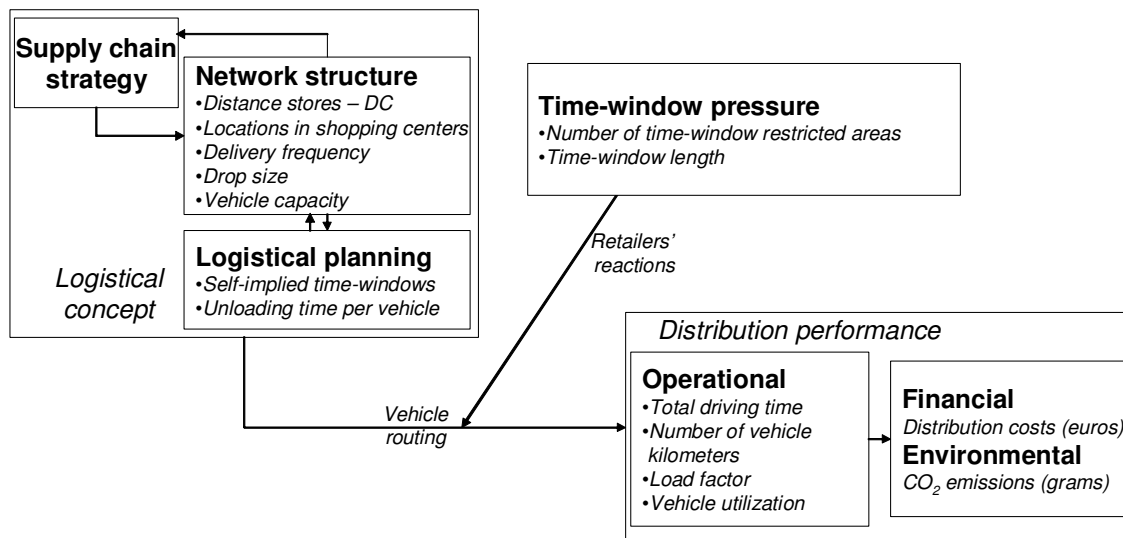 Supply chain
strategy
Network structure
•Distance stores – DC
•Locations in shopping centers
•Delivery frequency
•Drop size
•Vehicle capacity
Logistical planning
•Self-implied time-windows
•Unloading time per vehicle
Logistical
concept
Time-window pressure
•Number of time-window restricted areas
•Time-window length
Retailers'
reactions
Vehicle
routing
Distribution performance
Operational
•Total driving time
•Number of vehicle
kilometers
•Load factor
•Vehicle utilization
Financial
Distribution costs (euros)
Environmental
CO₂ emissions (grams)